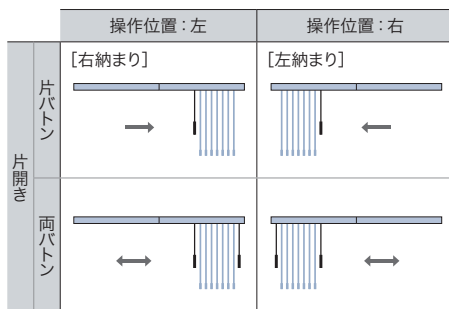 操作位置：左
操作位置：右
片開き
片バトン
［右納まり］
［左納まり］
両バトン